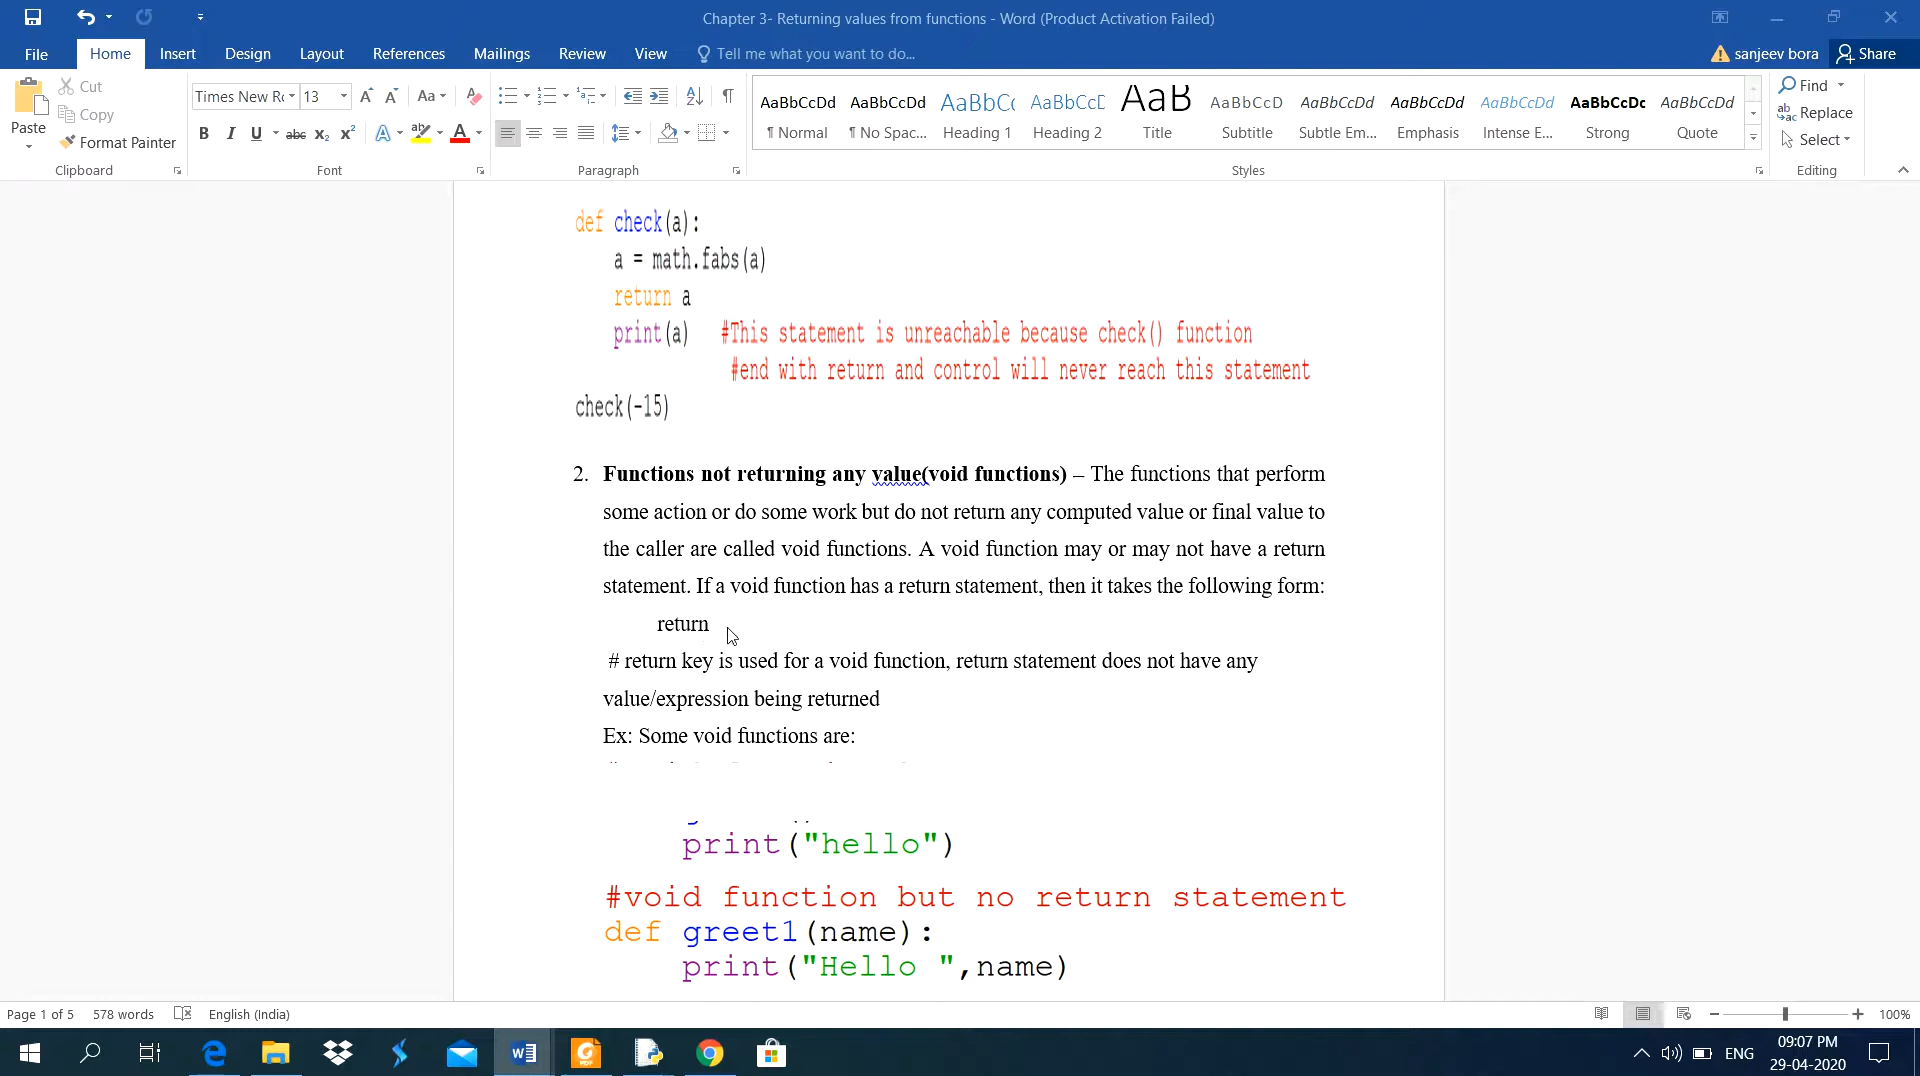 Chapter 3- Returning values from functions - Word (Product Activation Failed)
File Home Insert Design Layout References Mailings Review View Tell me what you want to do... sanjeev bora Share
Paste
Cut
Copy
Format Painter
Clipboard
Times New Rc 13
Aa
B I U abc x₂ x² A ab A
Font
Paragraph
AaBbCcDd AaBbCcDd AaBbCc AaBbCcD AaB AaBbCcD AaBbCcDd AaBbCcDd AaBbCcDd AaBbCcDc AaBbCcDd
¶ Normal ¶ No Spac... Heading 1 Heading 2 Title Subtitle Subtle Em... Emphasis Intense E... Strong Quote
Styles
Find
Replace
Select
Editing
def check(a):
a = math.fabs(a)
return a
print(a) #This statement is unreachable because check() function
#end with return and control will never reach this statement
check(-15)
2. Functions not returning any value(void functions) – The functions that perform
some action or do some work but do not return any computed value or final value to
the caller are called void functions. A void function may or may not have a return
statement. If a void function has a return statement, then it takes the following form:
return
# return key is used for a void function, return statement does not have any
value/expression being returned
Ex: Some void functions are:
print("hello")
#void function but no return statement
def greet1(name):
print("Hello ",name)
Page 1 of 5 578 words English (India) 100%
ENG
09:07 PM
29-04-2020